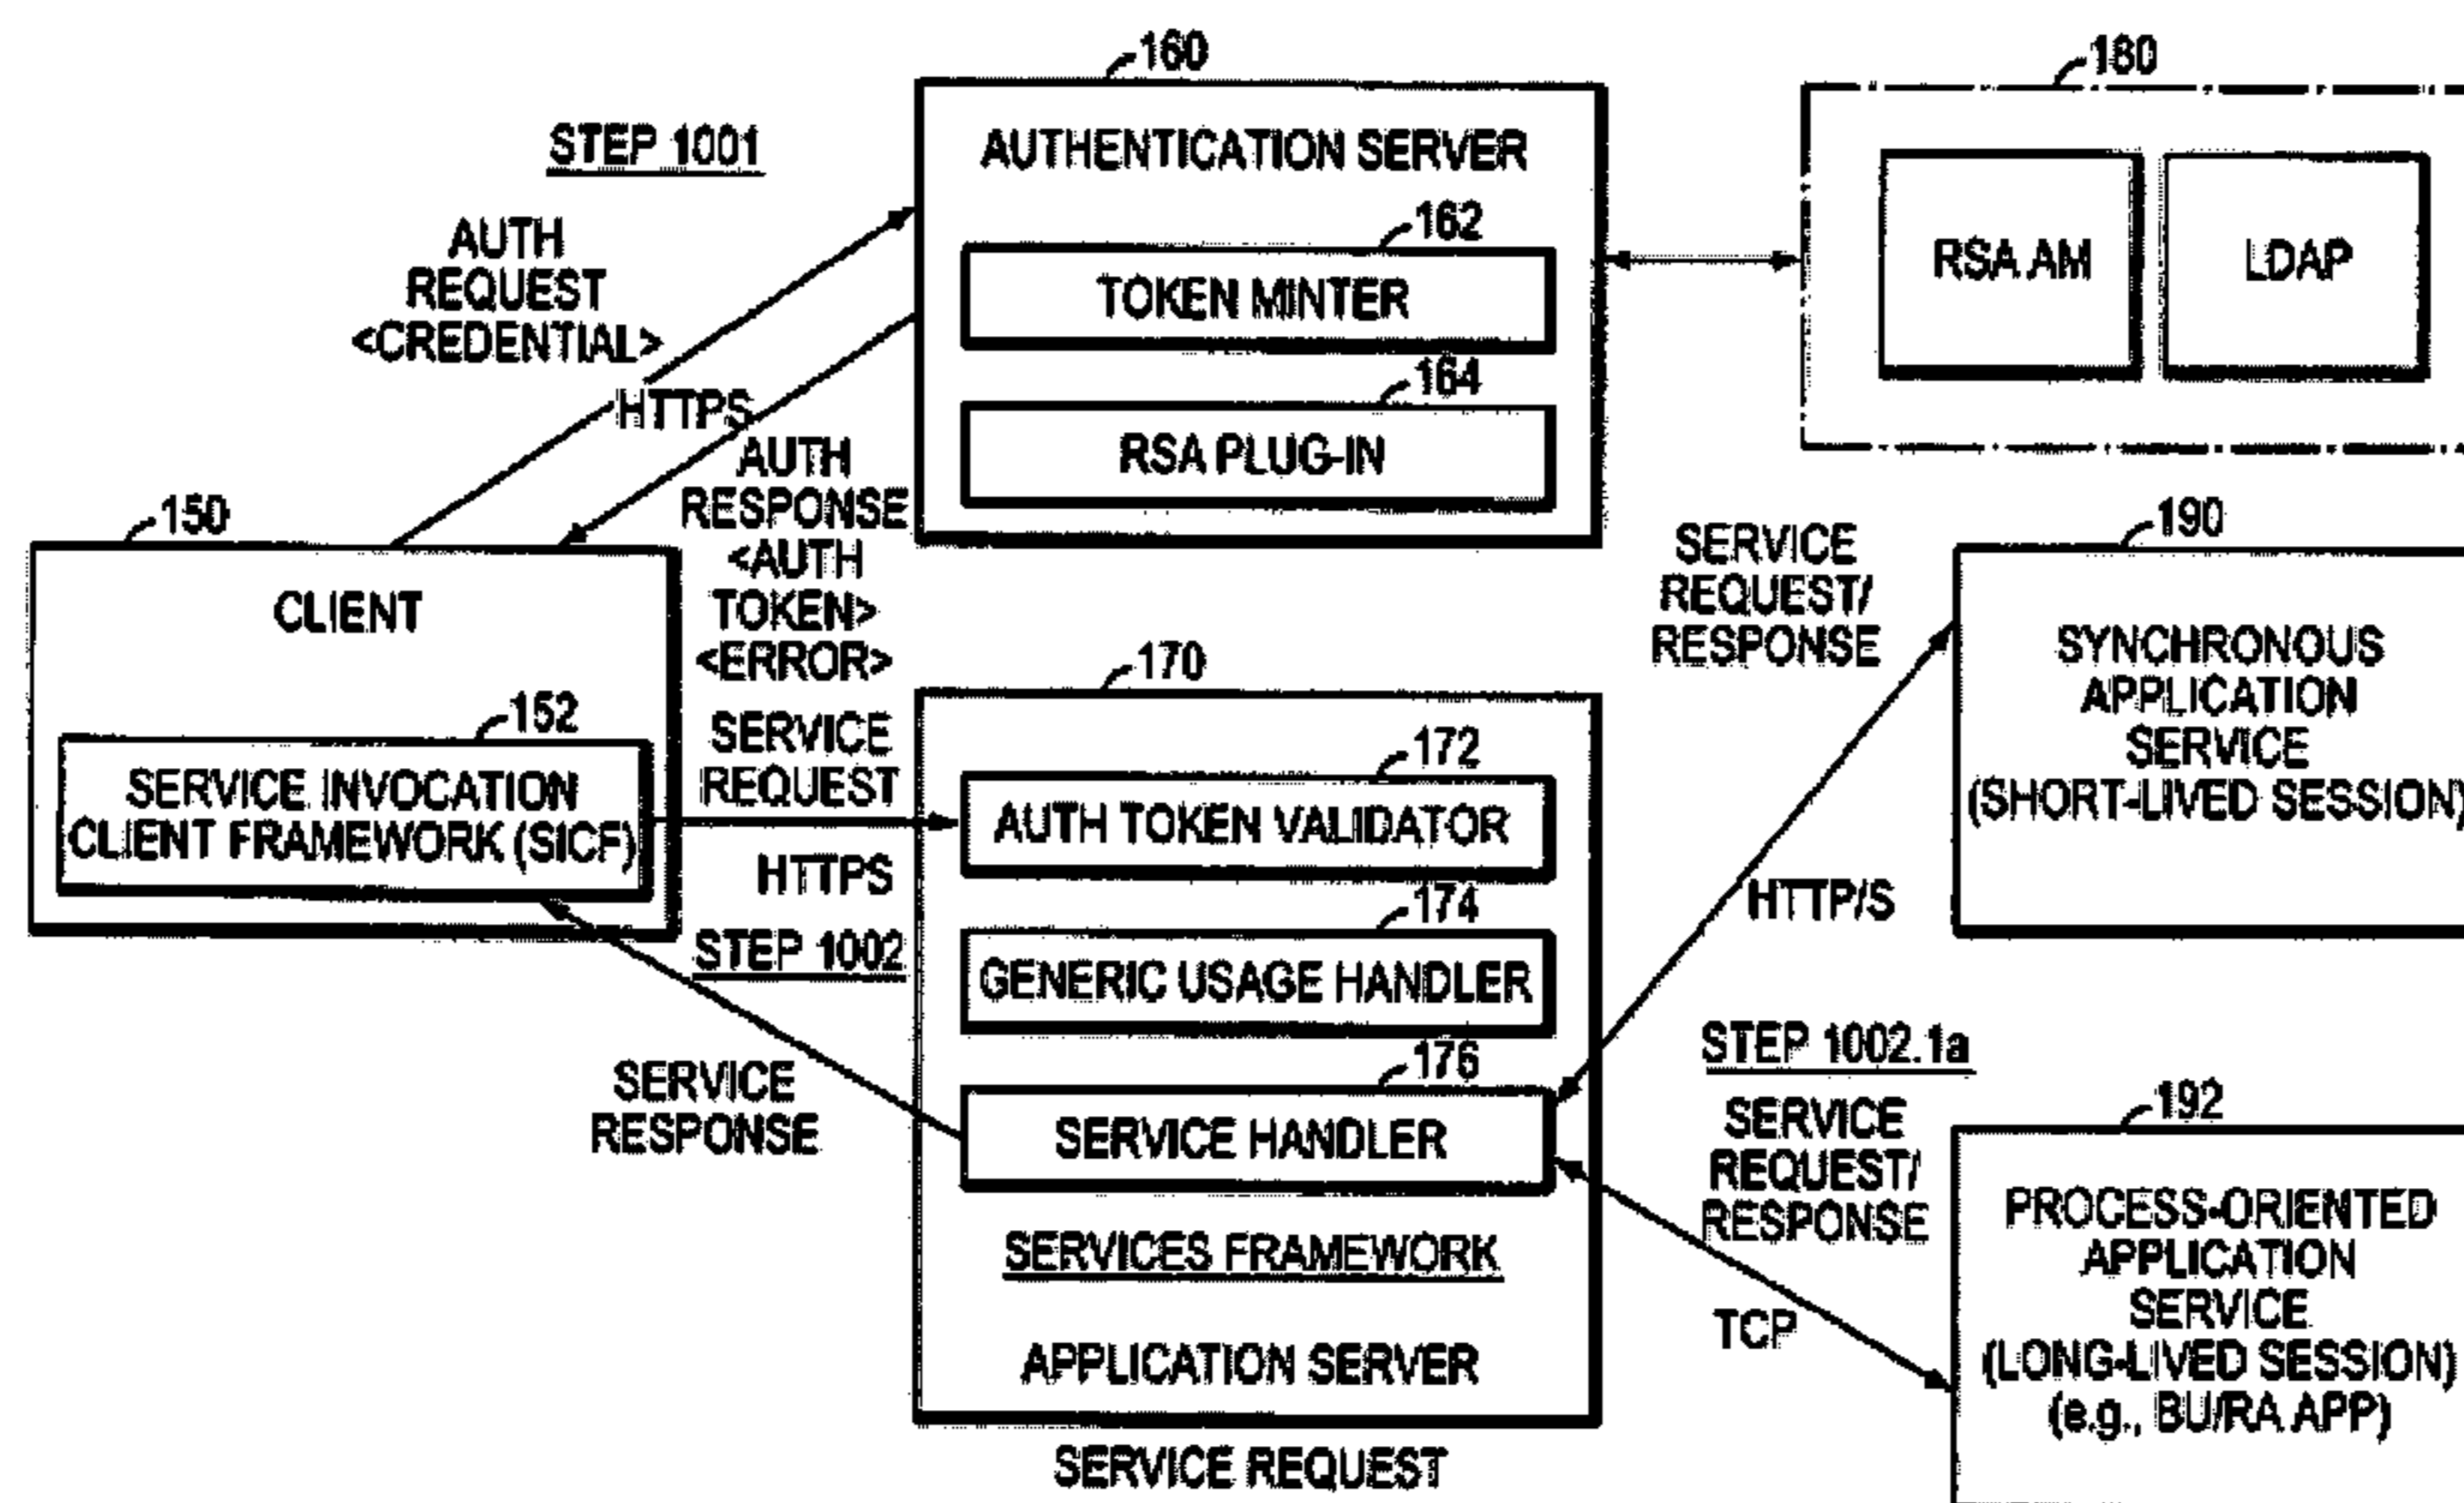 160
180
STEP 1001
AUTHENTICATION SERVER
162
TOKEN MINTER
164
RSA PLUG-IN
RSA AM
LDAP
AUTH
REQUEST
<CREDENTIAL>
HTTPS
AUTH
RESPONSE
<AUTH
TOKEN>
<ERROR>
150
CLIENT
152
SERVICE INVOCATION
CLIENT FRAMEWORK (SICF)
SERVICE
REQUEST
HTTPS
STEP 1002
SERVICE
RESPONSE
170
172
AUTH TOKEN VALIDATOR
174
GENERIC USAGE HANDLER
176
SERVICE HANDLER
SERVICES FRAMEWORK
APPLICATION SERVER
SERVICE REQUEST
SERVICE
REQUEST/
RESPONSE
HTTP/S
190
SYNCHRONOUS
APPLICATION
SERVICE
(SHORT-LIVED SESSION)
STEP 1002.1a
SERVICE
REQUEST/
RESPONSE
TCP
192
PROCESS-ORIENTED
APPLICATION
SERVICE
(LONG-LIVED SESSION)
(e.g., BU/RA APP)